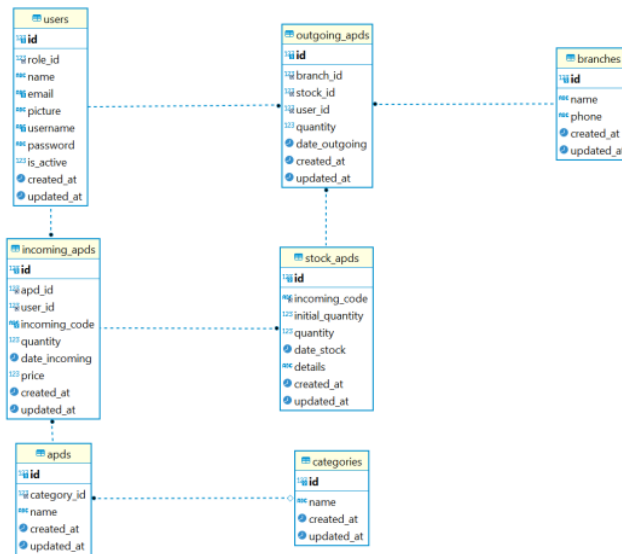 users
id
role_id
name
email
picture
username
password
is_active
created_at
updated_at
outgoing_apds
id
branch_id
stock_id
user_id
quantity
date_outgoing
created_at
updated_at
branches
id
name
phone
created_at
updated_at
incoming_apds
id
apd_id
user_id
incoming_code
quantity
date_incoming
price
created_at
updated_at
stock_apds
id
incoming_code
initial_quantity
quantity
date_stock
details
created_at
updated_at
apds
id
category_id
name
created_at
updated_at
categories
id
name
created_at
updated_at